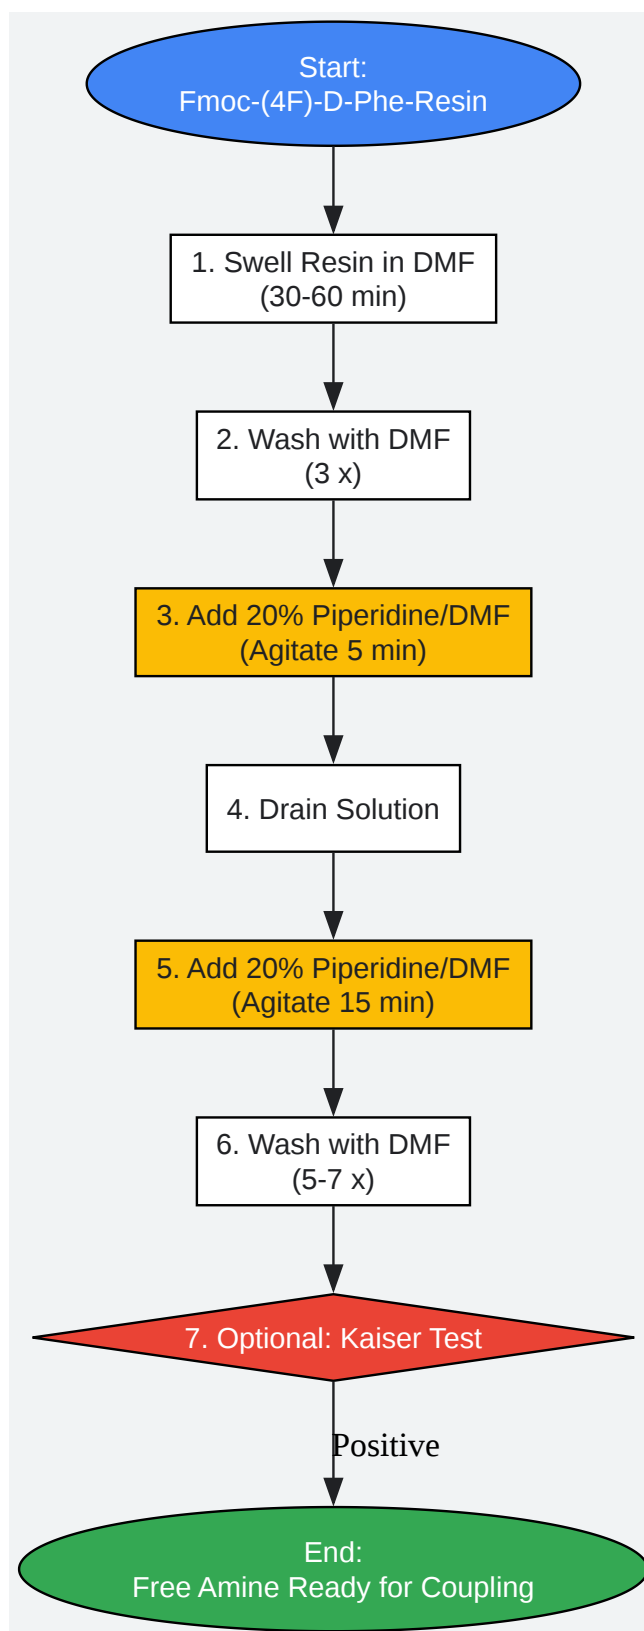 Start:
Fmoc-(4F)-D-Phe-Resin
1. Swell Resin in DMF
(30-60 min)
2. Wash with DMF
(3 x)
3. Add 20% Piperidine/DMF
(Agitate 5 min)
4. Drain Solution
5. Add 20% Piperidine/DMF
(Agitate 15 min)
6. Wash with DMF
(5-7 x)
7. Optional: Kaiser Test
Positive
End:
Free Amine Ready for Coupling